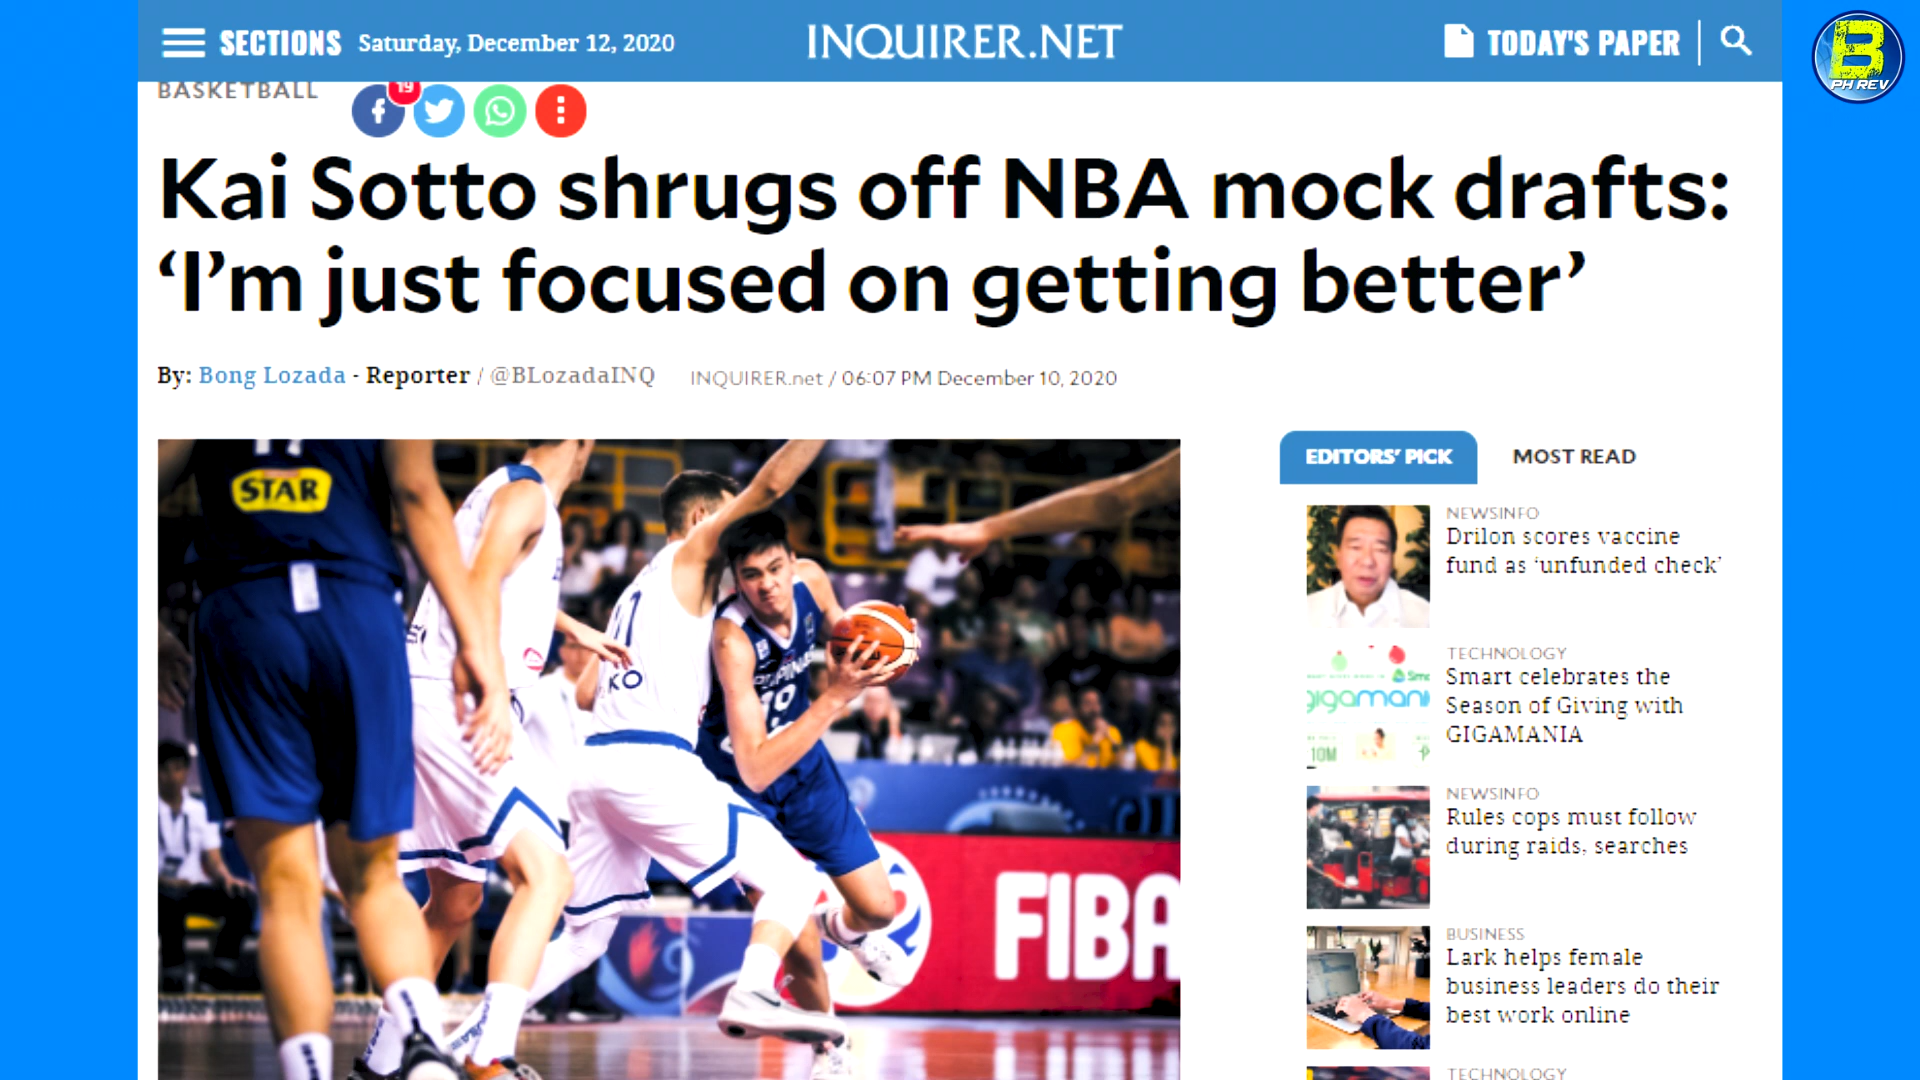 SECTIONS
Saturday, December 12, 2020
INQUIRER.NET
TODAY'S PAPER
B
PH REV
BASKETBALL
19
Kai Sotto shrugs off NBA mock drafts:
‘I’m just focused on getting better’
By: Bong Lozada - Reporter / @BLozadaINQ
INQUIRER.net / 06:07 PM December 10, 2020
STAR
KO
FIBA
EDITORS’ PICK
MOST READ
NEWSINFO
Drilon scores vaccine
fund as ‘unfunded check’
TECHNOLOGY
Smart celebrates the
Season of Giving with
GIGAMANIA
gigamani
10M
NEWSINFO
Rules cops must follow
during raids, searches
BUSINESS
Lark helps female
business leaders do their
best work online
TECHNOLOGY